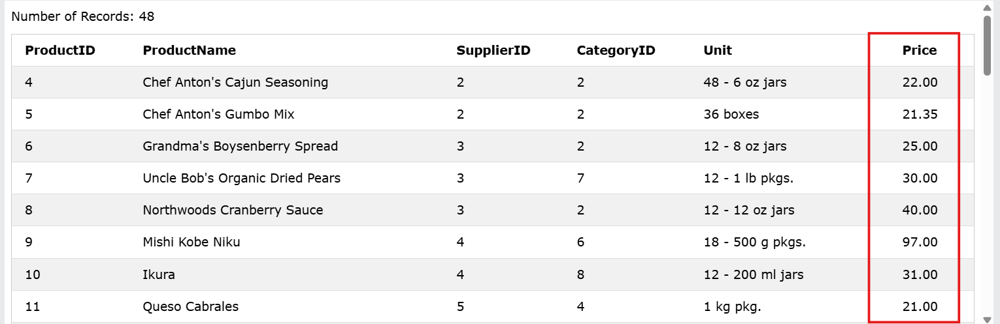 Number of Records: 48
ProductID ProductName SupplierID CategoryID Unit Price
4 Chef Anton's Cajun Seasoning 2 2 48 - 6 oz jars 22.00
5 Chef Anton's Gumbo Mix 2 2 36 boxes 21.35
6 Grandma's Boysenberry Spread 3 2 12 - 8 oz jars 25.00
7 Uncle Bob's Organic Dried Pears 3 7 12 - 1 lb pkgs. 30.00
8 Northwoods Cranberry Sauce 3 2 12 - 12 oz jars 40.00
9 Mishi Kobe Niku 4 6 18 - 500 g pkgs. 97.00
10 Ikura 4 8 12 - 200 ml jars 31.00
11 Queso Cabrales 5 4 1 kg pkg. 21.00